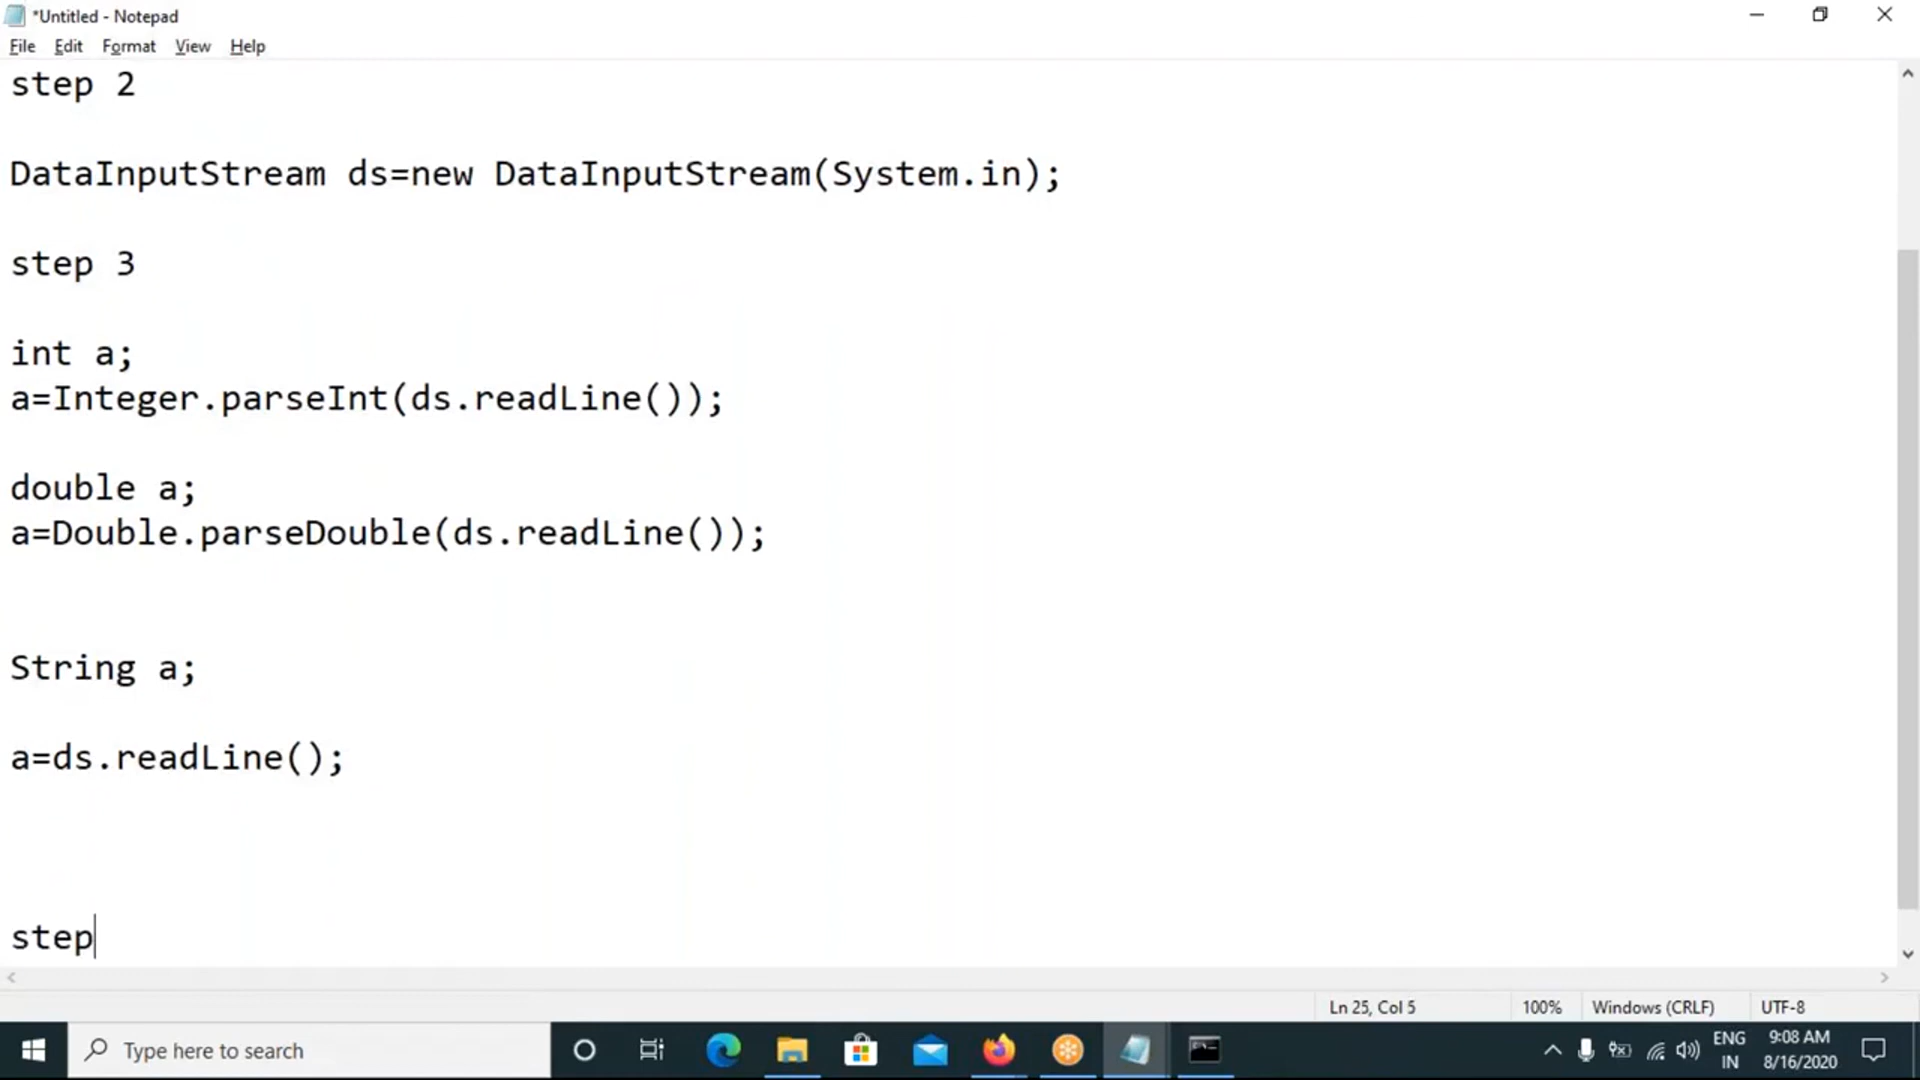 *Untitled - Notepad
File Edit Format View Help
step 2
DataInputStream ds=new DataInputStream(System.in);
step 3
int a;
a=Integer.parseInt(ds.readLine());
double a;
a=Double.parseDouble(ds.readLine());
String a;
a=ds.readLine();
step
Ln 25, Col 5 100% Windows (CRLF) UTF-8
Type here to search
ENG 9:08 AM
IN 8/16/2020